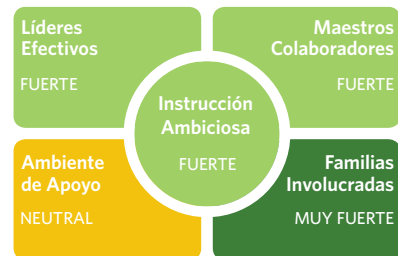 Líderes
Efectivos
FUERTE
Maestros
Colaboradores
FUERTE
Instrucción
Ambiciosa
FUERTE
Ambiente
de Apoyo
NEUTRAL
Familias
Involucradas
MUY FUERTE